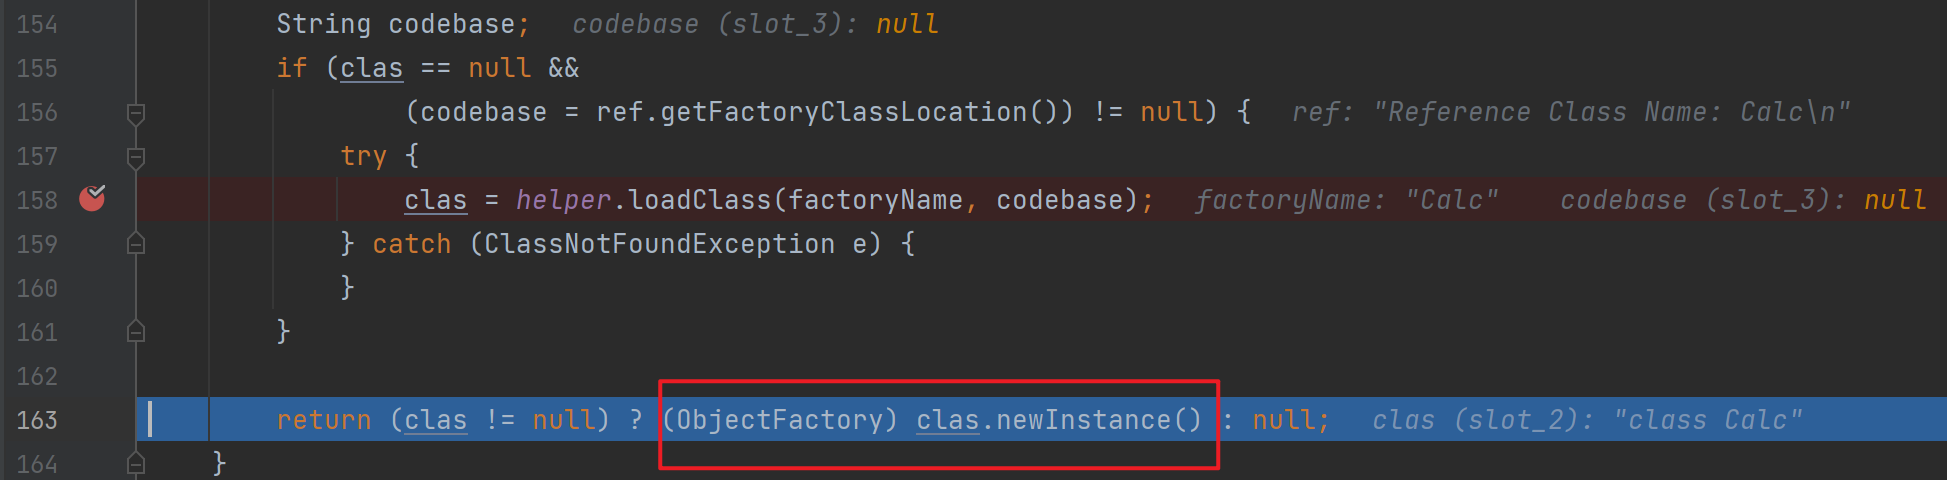 154 String codebase; codebase (slot_3): null
155 if (clas == null &&
156 (codebase = ref.getFactoryClassLocation()) != null) { ref: "Reference Class Name: Calc\n"
157 try {
158 clas = helper.loadClass(factoryName, codebase); factoryName: "Calc" codebase (slot_3): null
159 } catch (ClassNotFoundException e) {
160 }
161 }
162
163 return (clas != null) ? (ObjectFactory) clas.newInstance() : null; clas (slot_2): "class Calc"
164 }